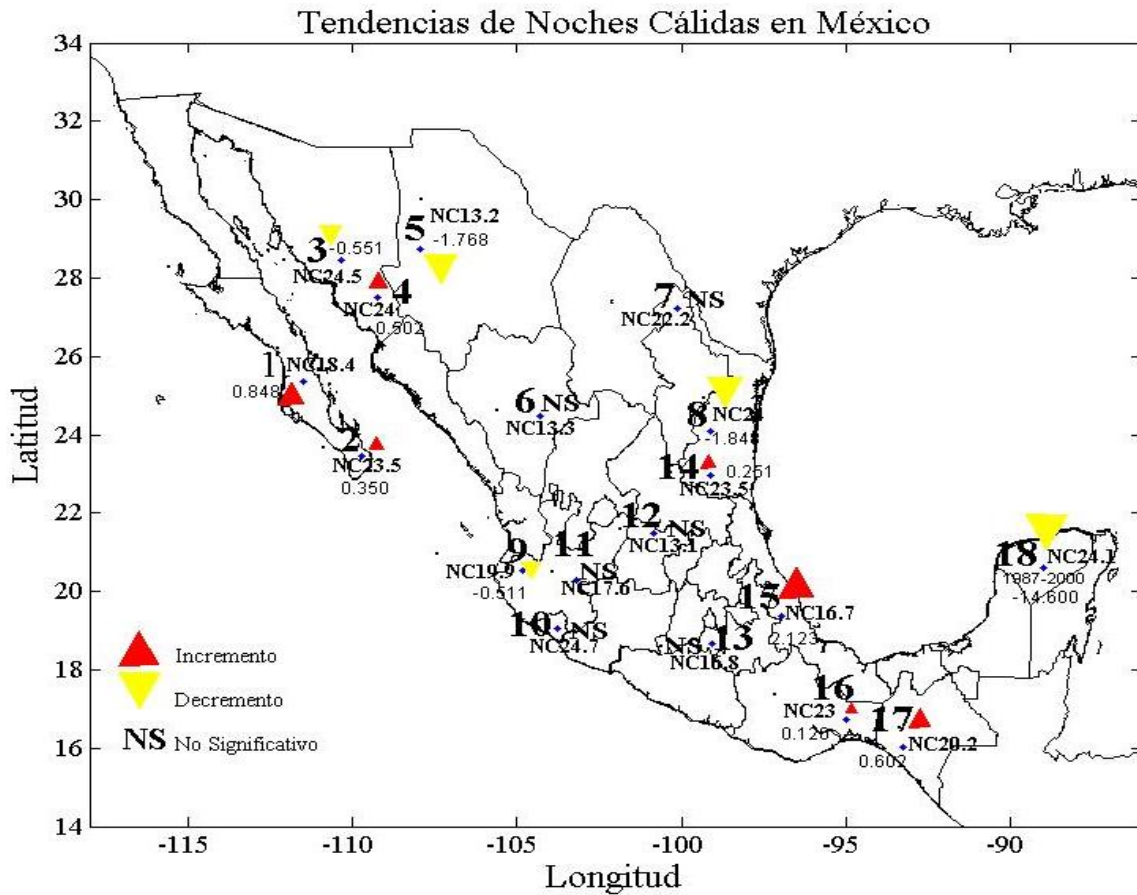 Tendencias de Noches Cálidas en México
34
32
30
28
26
24
22
20
18
16
14
Latitud
5 NC13.2
-1.768
3 -0.551
NC24.5
4
NC24
0.502
7 NS
NC22.2
1 NC18.4
0.848
2
NC23.5
0.350
6 NS
NC13.3
8
-1.848
14 0.251
NC23.5
12 NS
NC13.1
11 NS
NC17.6
9
NC19.9
-0.511
10 NS
NC24.7
NS 13
NC16.8
15
NC16.7
2.123
18 NC24.1
1987-2000
-14.600
16
NC23
0.126
17
NC20.2
0.602
Incremento
Decremento
NS No Significativo
-115 -110 -105 -100 -95 -90
Longitud